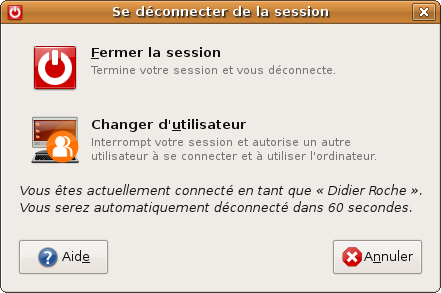 Se déconnecter de la session
Fermer la session
Termine votre session et vous déconnecte.
Changer d'utilisateur
Interrompt votre session et autorise un autre
utilisateur à se connecter et à utiliser l'ordinateur.
Vous êtes actuellement connecté en tant que « Didier Roche ».
Vous serez automatiquement déconnecté dans 60 secondes.
Aide
Annuler